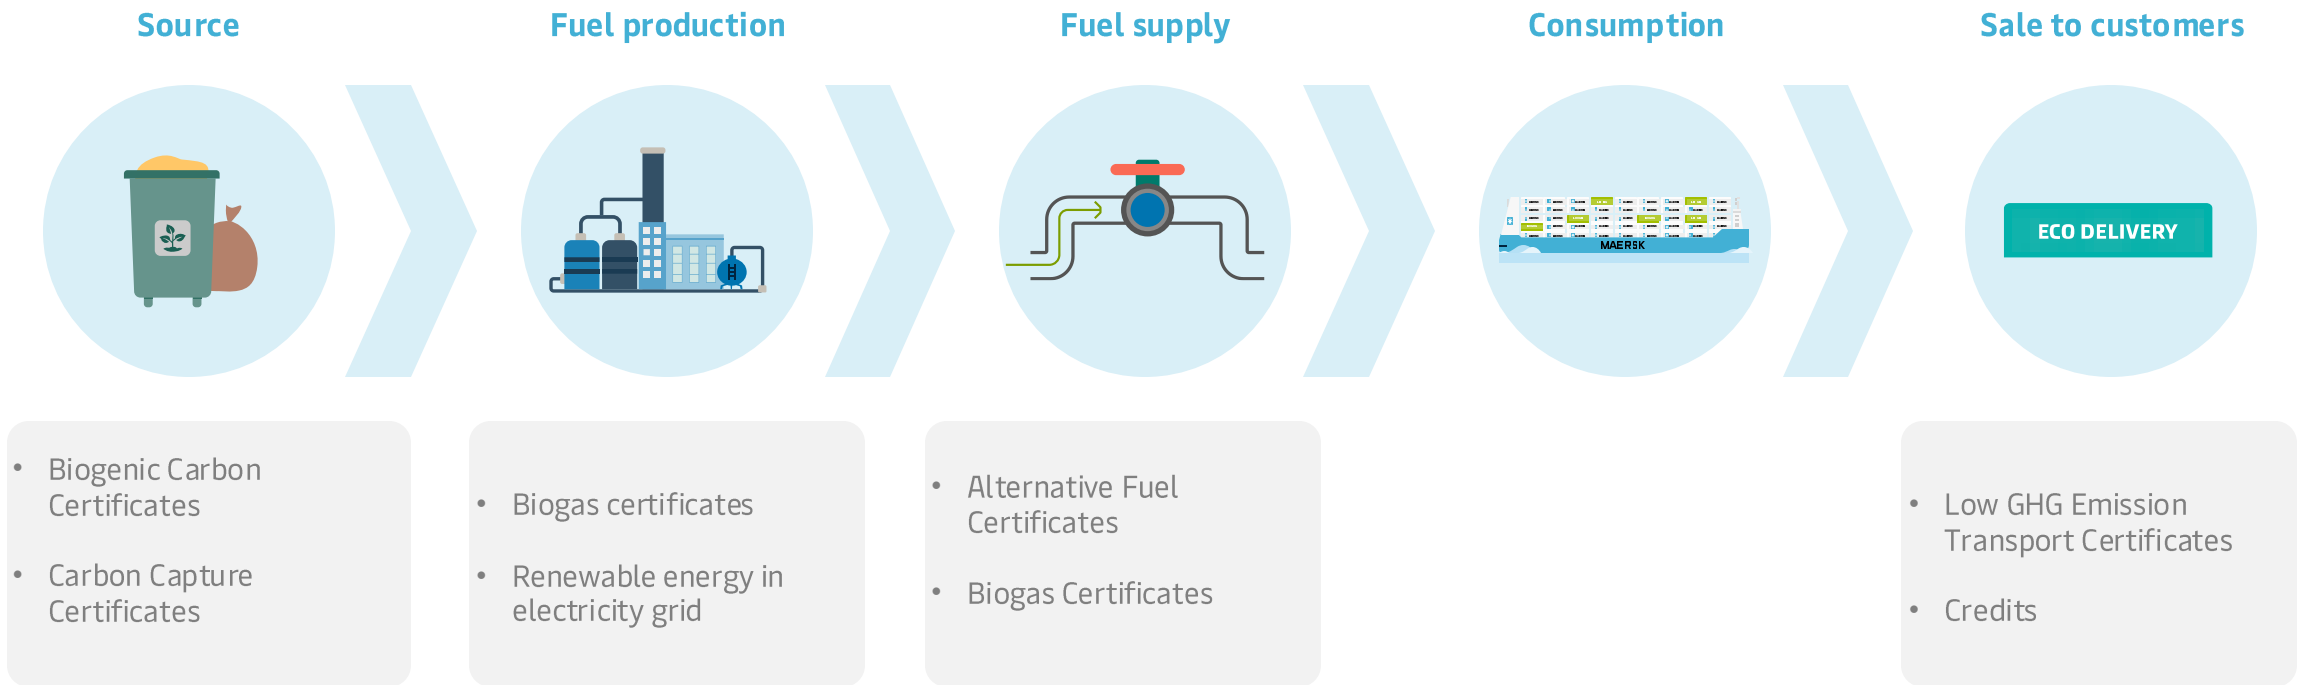 Source
Fuel production
Fuel supply
Consumption
Sale to customers
MAERSK
ECO DELIVERY
• Biogenic Carbon
Certificates
• Carbon Capture
Certificates
• Biogas certificates
• Renewable energy in
electricity grid
• Alternative Fuel
Certificates
• Biogas Certificates
• Low GHG Emission
Transport Certificates
• Credits